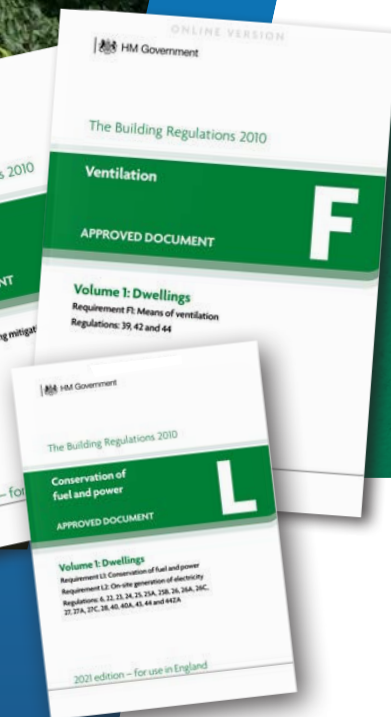 ONLINE VERSION
HM Government
The Building Regulations 2010
Ventilation
F
APPROVED DOCUMENT
Volume 1: Dwellings
Requirement F1: Means of ventilation
Regulations: 39, 42 and 44
s 2010
NT
ng mitigati
– for
HM Government
The Building Regulations 2010
Conservation of
fuel and power
L
APPROVED DOCUMENT
Volume 1: Dwellings
Requirement L1: Conservation of fuel and power
Requirement L2: On-site generation of electricity
Regulations: 6, 22, 23, 24, 25, 25A, 25B, 26, 26A, 26C,
27, 27A, 27C, 28, 40, 40A, 43, 44 and 44ZA
2021 edition – for use in England